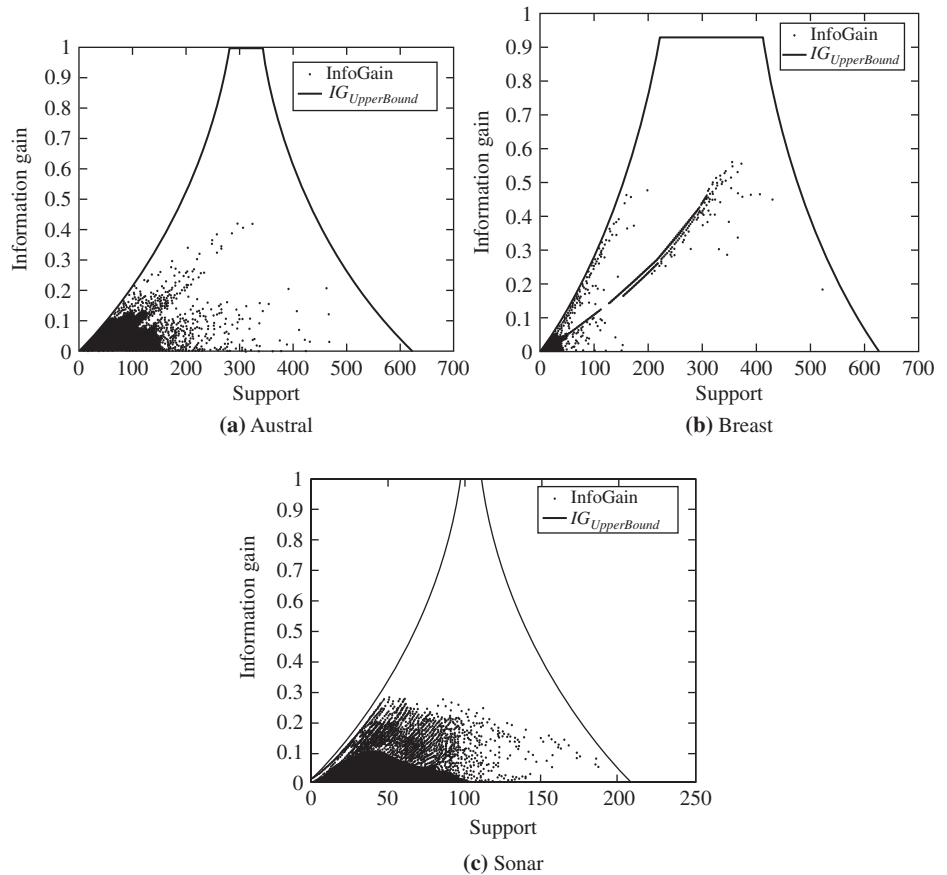 1
0.9
0.8
0.7
0.6
0.5
0.4
0.3
0.2
0.1
0
Information gain
InfoGain
IG_UpperBound
0 100 200 300 400 500 600 700
Support
(a) Austral
1
0.9
0.8
0.7
0.6
0.5
0.4
0.3
0.2
0.1
0
Information gain
InfoGain
IG_UpperBound
0 100 200 300 400 500 600 700
Support
(b) Breast
1
0.9
0.8
0.7
0.6
0.5
0.4
0.3
0.2
0.1
0
Information gain
InfoGain
IG_UpperBound
0 50 100 150 200 250
Support
(c) Sonar